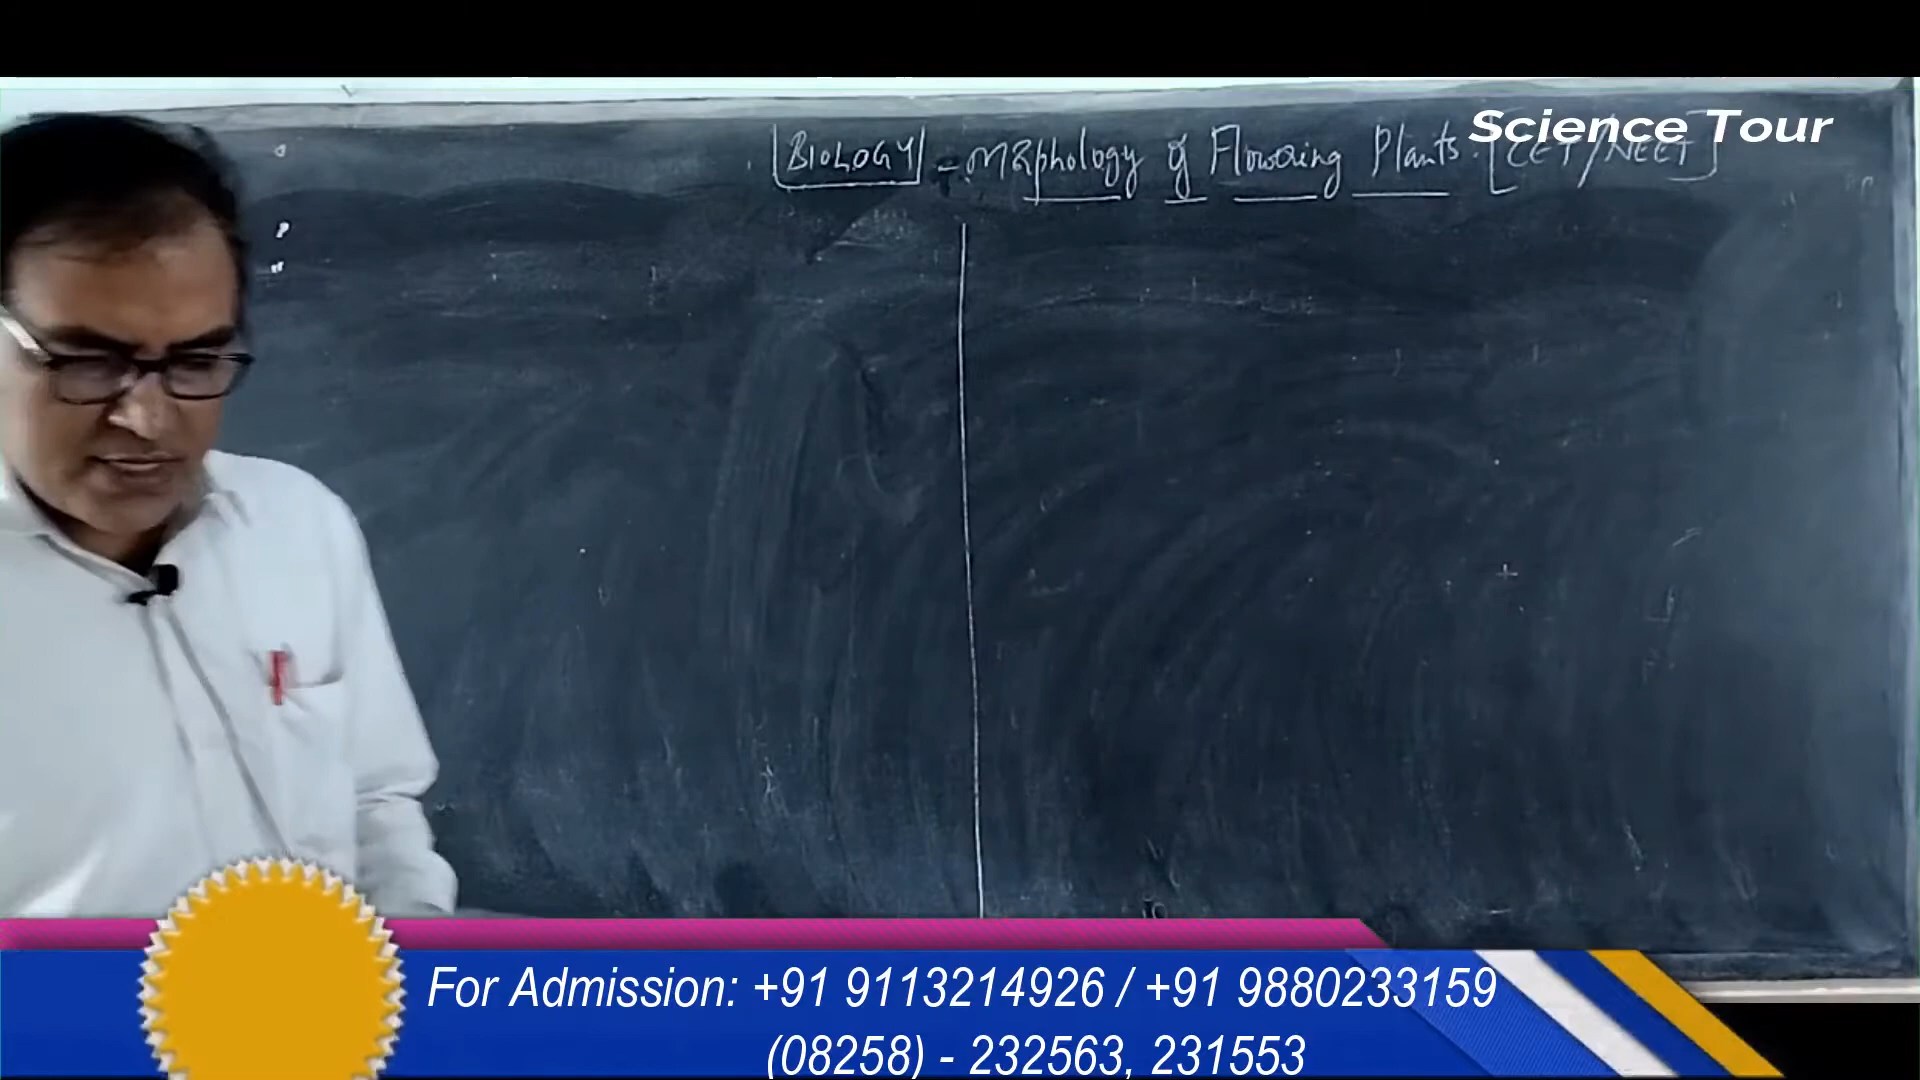 Science Tour
BIOLOGY - Morphology of Flowering Plants. [CET/NEET]
For Admission: +91 9113214926 / +91 9880233159
(08258) - 232563, 231553